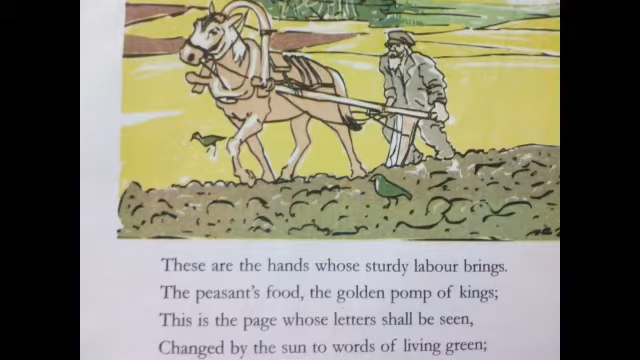 These are the hands whose sturdy labour brings.
The peasant's food, the golden pomp of kings;
This is the page whose letters shall be seen,
Changed by the sun to words of living green;